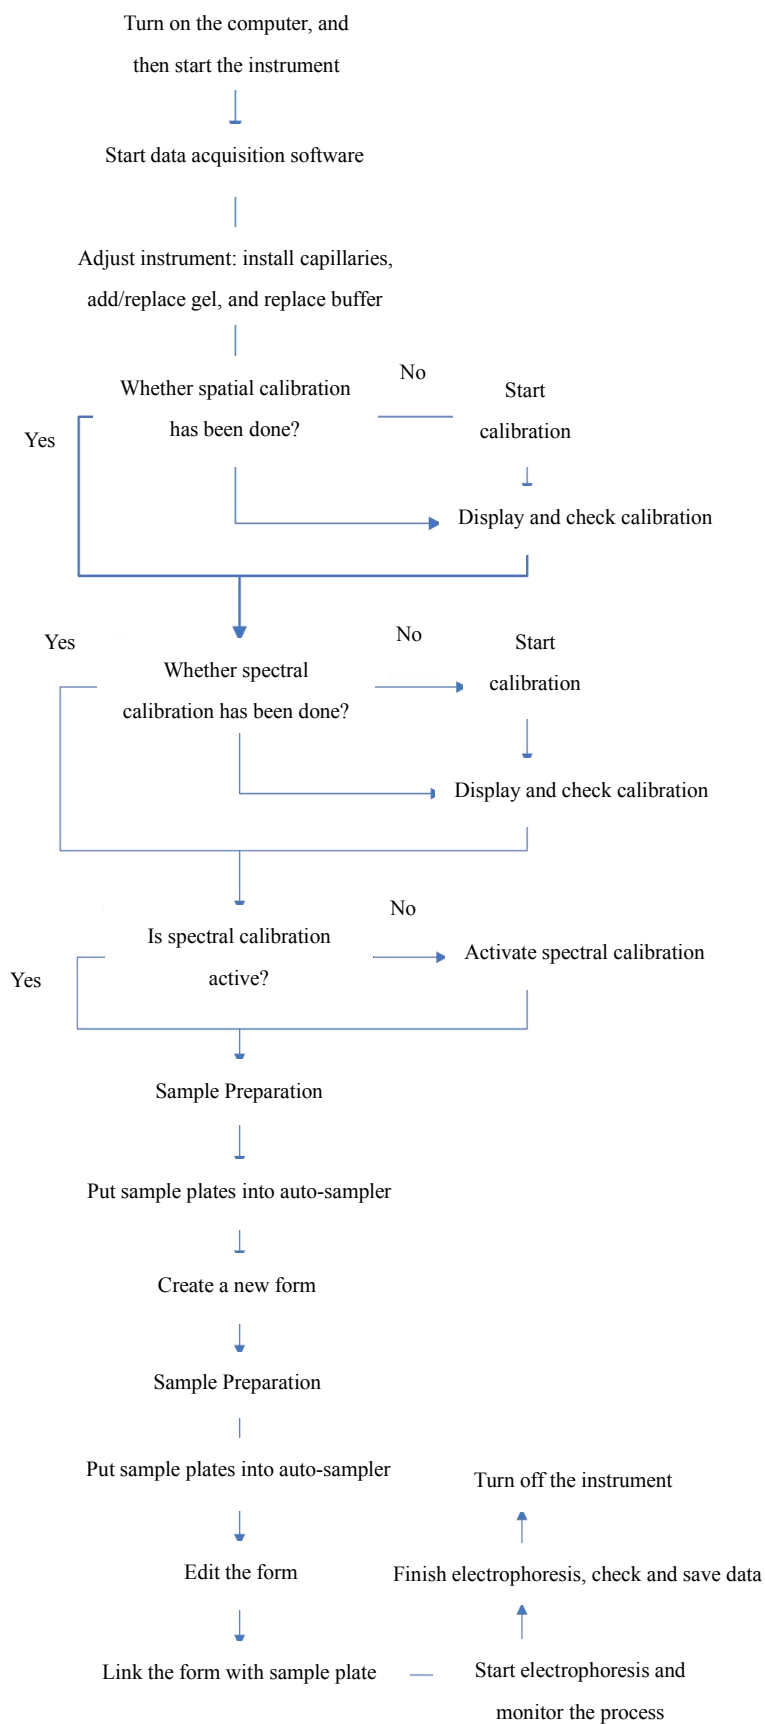 Turn on the computer, and
then start the instrument
Start data acquisition software
Adjust instrument: install capillaries,
add/replace gel, and replace buffer
No
Whether spatial calibration
has been done?
Start
calibration
Yes
Display and check calibration
Yes
No
Whether spectral
calibration has been done?
Start
calibration
Display and check calibration
No
Is spectral calibration
active?
Activate spectral calibration
Yes
Sample Preparation
Put sample plates into auto-sampler
Create a new form
Sample Preparation
Put sample plates into auto-sampler
Edit the form
Link the form with sample plate
Start electrophoresis and
monitor the process
Finish electrophoresis, check and save data
Turn off the instrument